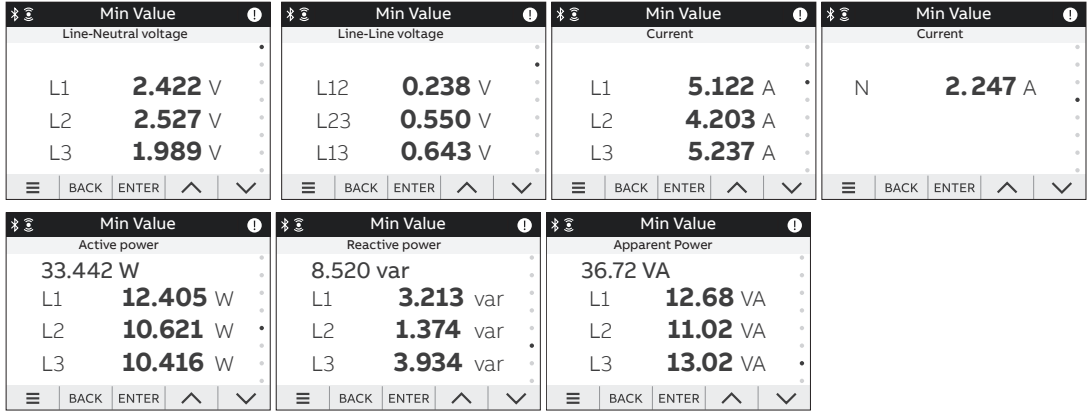 Min Value
Line-Neutral voltage
L1 2.422 V
L2 2.527 V
L3 1.989 V
BACK ENTER
Min Value
Line-Line voltage
L12 0.238 V
L23 0.550 V
L13 0.643 V
BACK ENTER
Min Value
Current
L1 5.122 A
L2 4.203 A
L3 5.237 A
BACK ENTER
Min Value
Current
N 2.247 A
BACK ENTER
Min Value
Active power
33.442 W
L1 12.405 W
L2 10.621 W
L3 10.416 W
BACK ENTER
Min Value
Reactive power
8.520 var
L1 3.213 var
L2 1.374 var
L3 3.934 var
BACK ENTER
Min Value
Apparent Power
36.72 VA
L1 12.68 VA
L2 11.02 VA
L3 13.02 VA
BACK ENTER